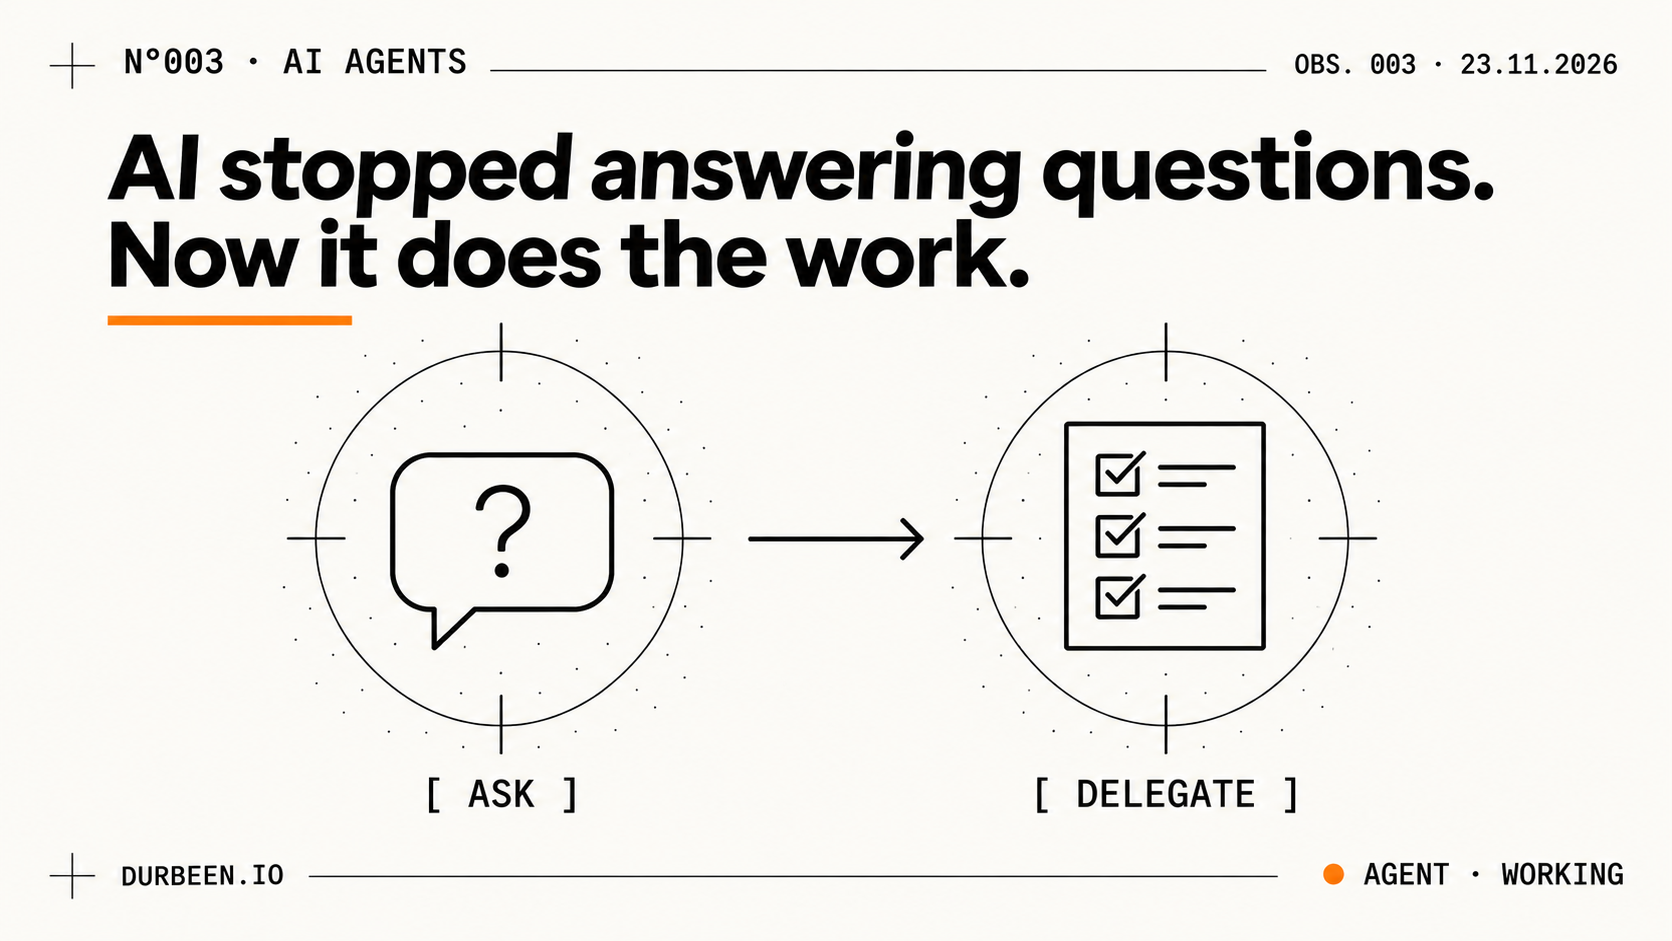 N°003 · AI AGENTS
OBS. 003 · 23.11.2026
AI stopped answering questions.
Now it does the work.
?
[ ASK ]
[ DELEGATE ]
DURBEEN.IO
AGENT · WORKING